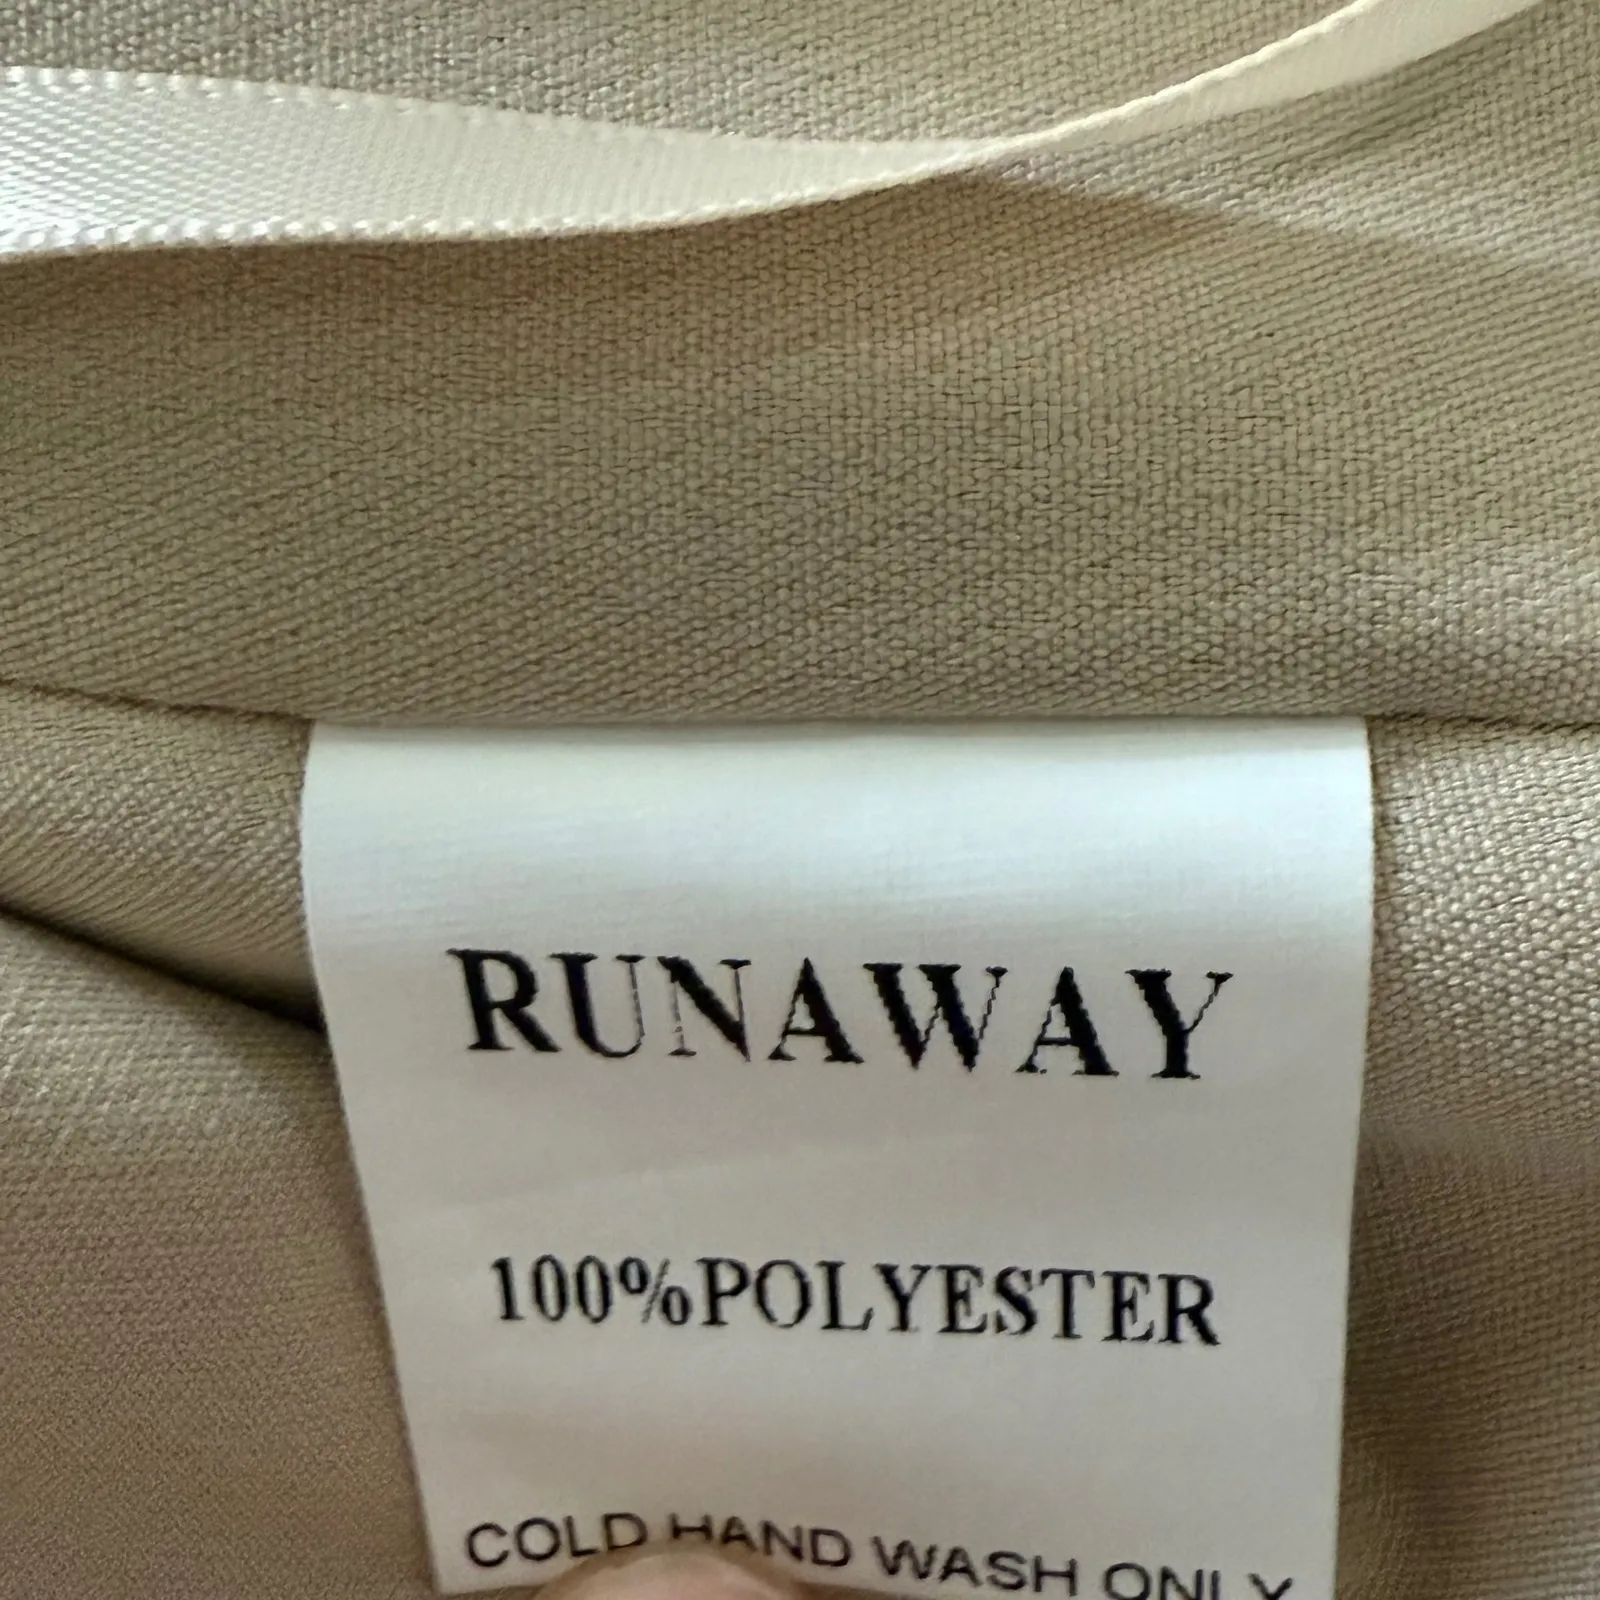 RUNAWAY
100%POLYESTER
COLD HAND WASH ONLY